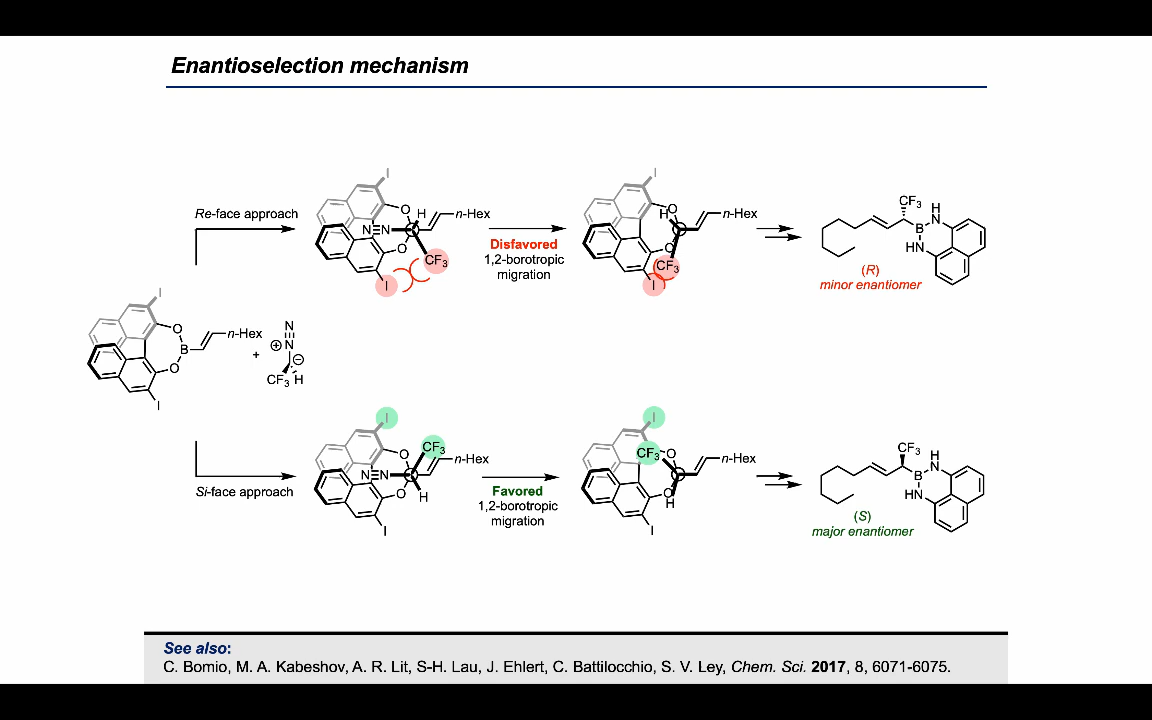 Enantioselection mechanism
I
O
B
O
I
n-Hex
+
N
N
⊕
⊖
CF3 H
Re-face approach
I
O
H
n-Hex
N≡N
O
CF3
I
Disfavored
1,2-borotropic
migration
I
O
H
n-Hex
O
CF3
I
CF3
H
N
B
HN
(R)
minor enantiomer
Si-face approach
I
O
CF3
n-Hex
N≡N
O
H
I
Favored
1,2-borotropic
migration
I
CF3
O
n-Hex
O
H
I
CF3
H
N
B
HN
(S)
major enantiomer
See also:
C. Bomio, M. A. Kabeshov, A. R. Lit, S-H. Lau, J. Ehlert, C. Battilocchio, S. V. Ley, Chem. Sci. 2017, 8, 6071-6075.